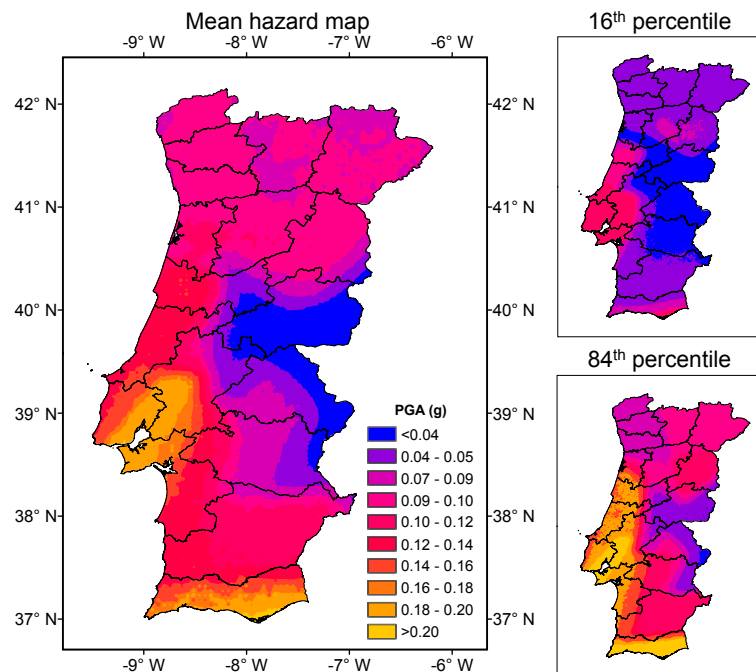 Mean hazard map
16th percentile
-9° W -8° W -7° W -6° W
42° N
41° N
40° N
39° N
38° N
37° N
42° N
41° N
40° N
39° N
38° N
37° N
84th percentile
PGA (g)
<0.04
0.04 - 0.05
0.07 - 0.09
0.09 - 0.10
0.10 - 0.12
0.12 - 0.14
0.14 - 0.16
0.16 - 0.18
0.18 - 0.20
>0.20
-9° W -8° W -7° W -6° W